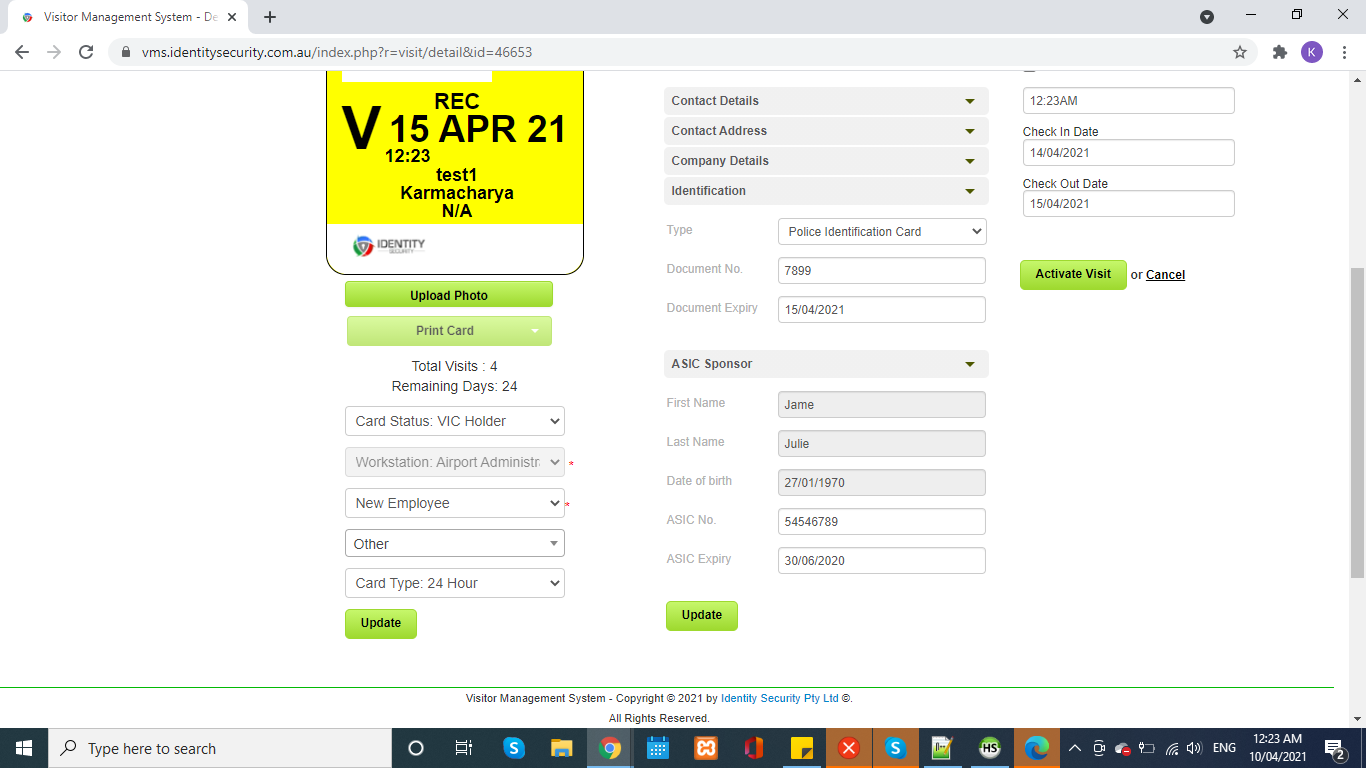 Visitor Management System - De
vms.identitysecurity.com.au/index.php?r=visit/detail&id=46653
K
REC
V 15 APR 21
12:23
test1
Karmacharya
N/A
IDENTITY
SECURITY
Upload Photo
Print Card
Total Visits : 4
Remaining Days: 24
Card Status: VIC Holder
Workstation: Airport Administr *
New Employee *
Other
Card Type: 24 Hour
Update
Contact Details
Contact Address
Company Details
Identification
Type Police Identification Card
Document No. 7899
Document Expiry 15/04/2021
ASIC Sponsor
First Name Jame
Last Name Julie
Date of birth 27/01/1970
ASIC No. 54546789
ASIC Expiry 30/06/2020
Update
12:23AM
Check In Date
14/04/2021
Check Out Date
15/04/2021
Activate Visit or Cancel
Visitor Management System - Copyright © 2021 by Identity Security Pty Ltd ©.
All Rights Reserved.
Type here to search
HS
ENG
12:23 AM
10/04/2021
2